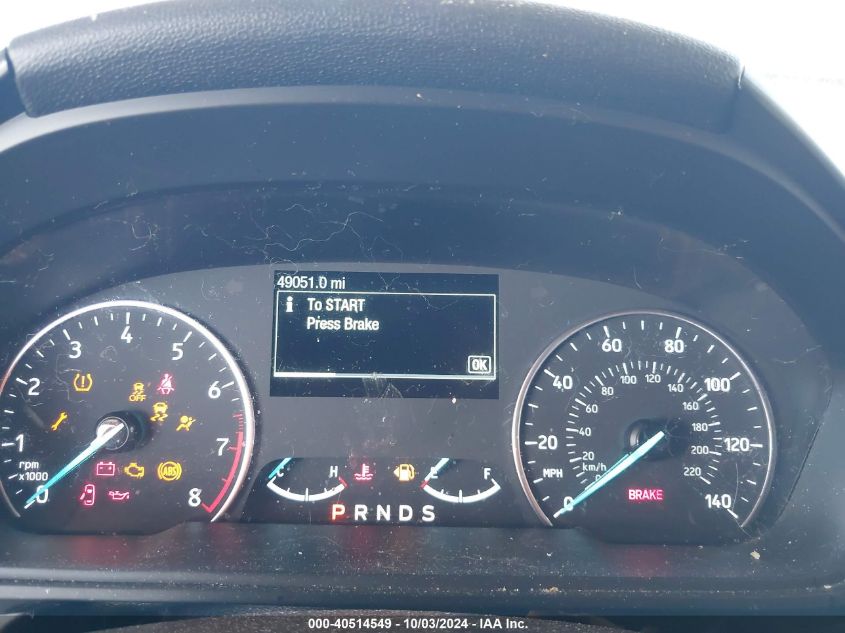 49051.0 mi
i To START
Press Brake
OK
0 1 2 3 4 5 6 7 8
rpm
x1000
OFF
ABS
H
E F
PRNDS
0 20 40 60 80 100 120 140
MPH
20 40 60 80 100 120 140 160 180 200 220
km/h
BRAKE
000-40514549 - 10/03/2024 - IAA Inc.